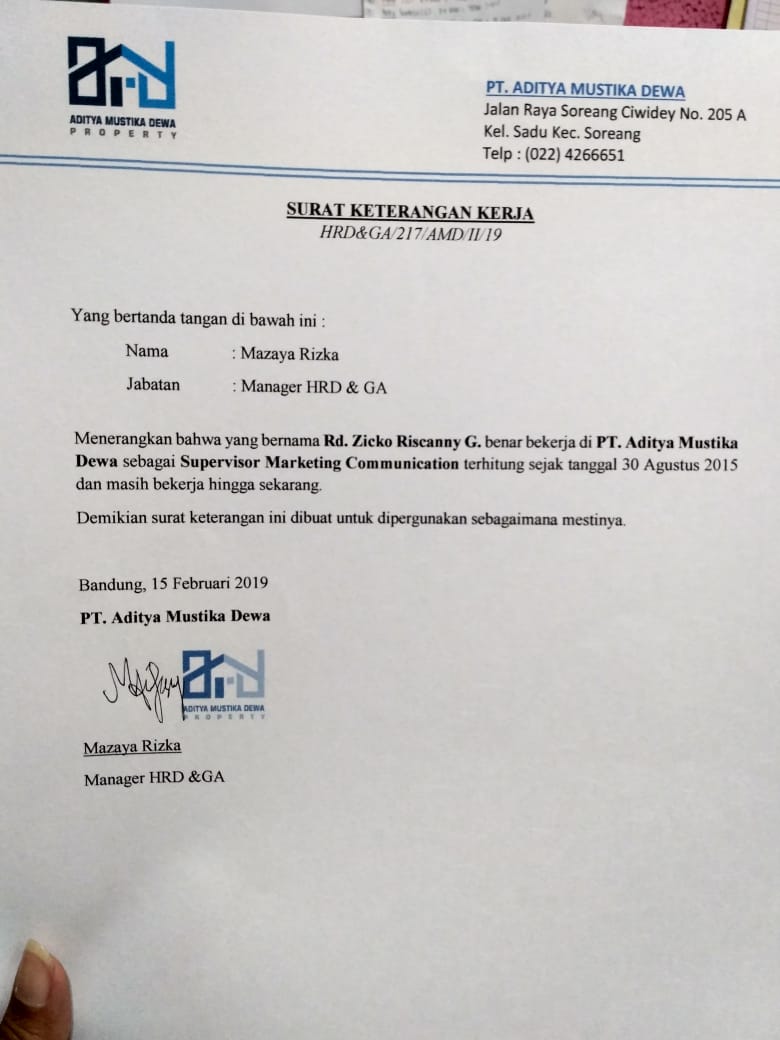 ADITYA MUSTIKA DEWA
PROPERTY
PT. ADITYA MUSTIKA DEWA
Jalan Raya Soreang Ciwidey No. 205 A
Kel. Sadu Kec. Soreang
Telp : (022) 4266651
SURAT KETERANGAN KERJA
HRD&GA/217/AMD/II/19
Yang bertanda tangan di bawah ini :
Nama : Mazaya Rizka
Jabatan : Manager HRD & GA
Menerangkan bahwa yang bernama Rd. Zicko Riscanny G. benar bekerja di PT. Aditya Mustika
Dewa sebagai Supervisor Marketing Communication terhitung sejak tanggal 30 Agustus 2015
dan masih bekerja hingga sekarang.
Demikian surat keterangan ini dibuat untuk dipergunakan sebagaimana mestinya.
Bandung, 15 Februari 2019
PT. Aditya Mustika Dewa
ADITYA MUSTIKA DEWA
PROPERTY
Mazaya Rizka
Manager HRD &GA